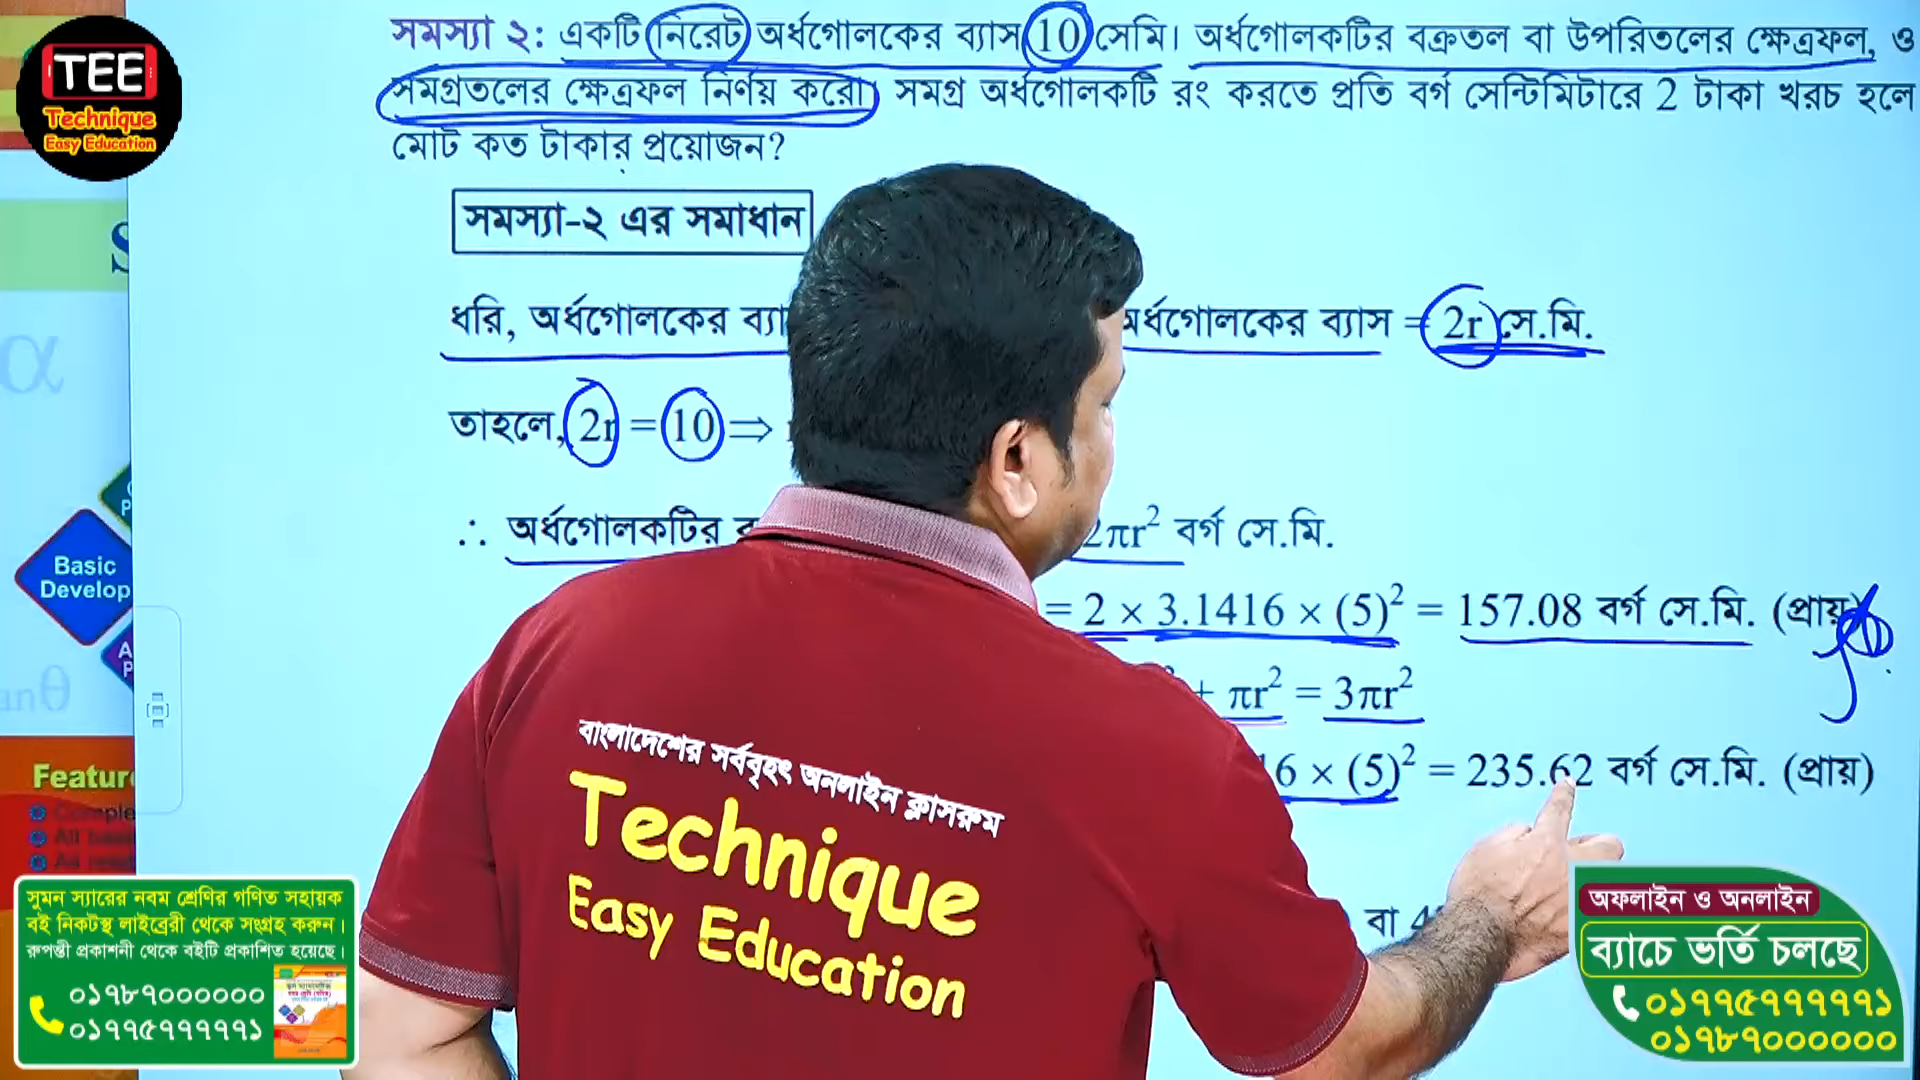 TEE
Technique
Easy Education
সমস্যা ২: একটি নিরেট অর্ধগোলকের ব্যাস 10 সেমি। অর্ধগোলকটির বক্রতল বা উপরিতলের ক্ষেত্রফল, ও
সমগ্রতলের ক্ষেত্রফল নির্ণয় করো। সমগ্র অর্ধগোলকটি রং করতে প্রতি বর্গ সেন্টিমিটারে 2 টাকা খরচ হলে
মোট কত টাকার প্রয়োজন?
সমস্যা-২ এর সমাধান
ধরি, অর্ধগোলকের ব্যা অর্ধগোলকের ব্যাস = 2r সে.মি.
তাহলে, 2r = 10 ⇒
∴ অর্ধগোলকটির ব 2πr² বর্গ সে.মি.
= 2 × 3.1416 × (5)² = 157.08 বর্গ সে.মি. (প্রায়)
+ πr² = 3πr²
16 × (5)² = 235.62 বর্গ সে.মি. (প্রায়)
বা 4
α
tanθ
Basic
Develop
Feature
Comple
বাংলাদেশের সর্ববৃহৎ অনলাইন ক্লাসরুম
Technique
Easy Education
সুমন স্যারের নবম শ্রেণির গণিত সহায়ক
বই নিকটস্থ লাইব্রেরী থেকে সংগ্রহ করুন।
রুপন্তী প্রকাশনী থেকে বইটি প্রকাশিত হয়েছে।
০১৭৮৭০০০০০০
০১৭৭৫৭৭৭৭৭১
অফলাইন ও অনলাইন
ব্যাচে ভর্তি চলছে
০১৭৭৫৭৭৭৭৭১
০১৭৮৭০০০০০০